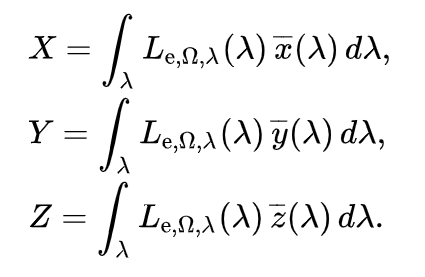 X = ∫_λ L_{e,Ω,λ}(λ) x̅(λ) dλ,
Y = ∫_λ L_{e,Ω,λ}(λ) y̅(λ) dλ,
Z = ∫_λ L_{e,Ω,λ}(λ) z̅(λ) dλ.